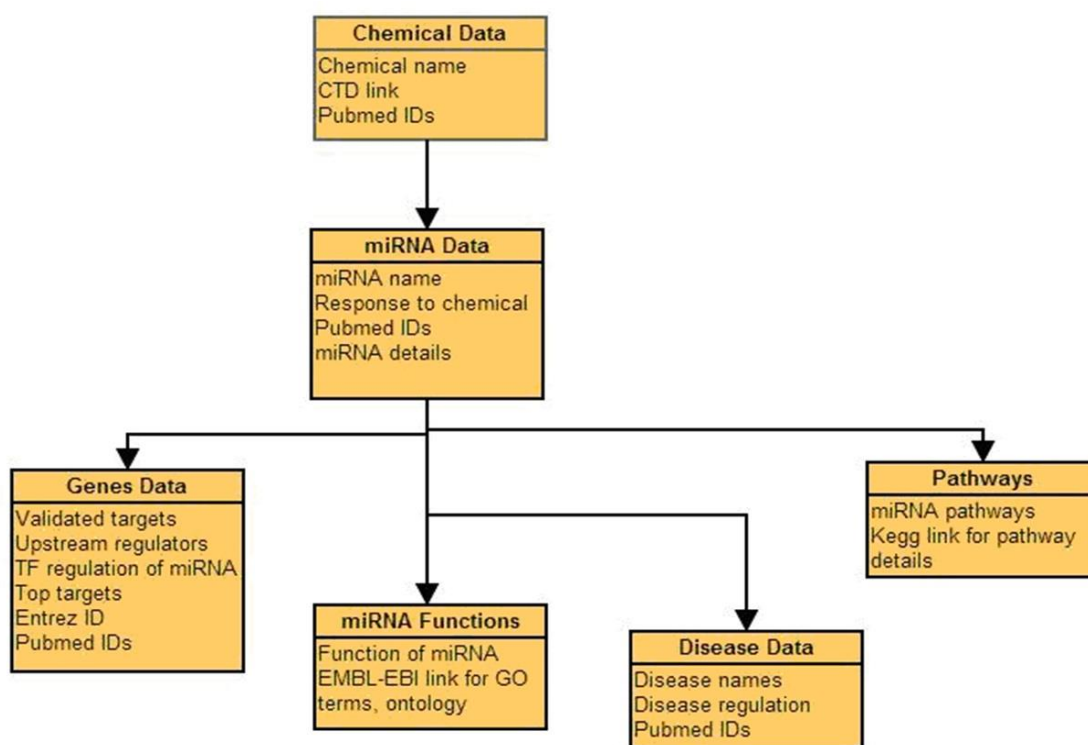 Chemical Data
Chemical name
CTD link
Pubmed IDs
miRNA Data
miRNA name
Response to chemical
Pubmed IDs
miRNA details
Genes Data
Validated targets
Upstream regulators
TF regulation of miRNA
Top targets
Entrez ID
Pubmed IDs
miRNA Functions
Function of miRNA
EMBL-EBI link for GO
terms, ontology
Disease Data
Disease names
Disease regulation
Pubmed IDs
Pathways
miRNA pathways
Kegg link for pathway
details